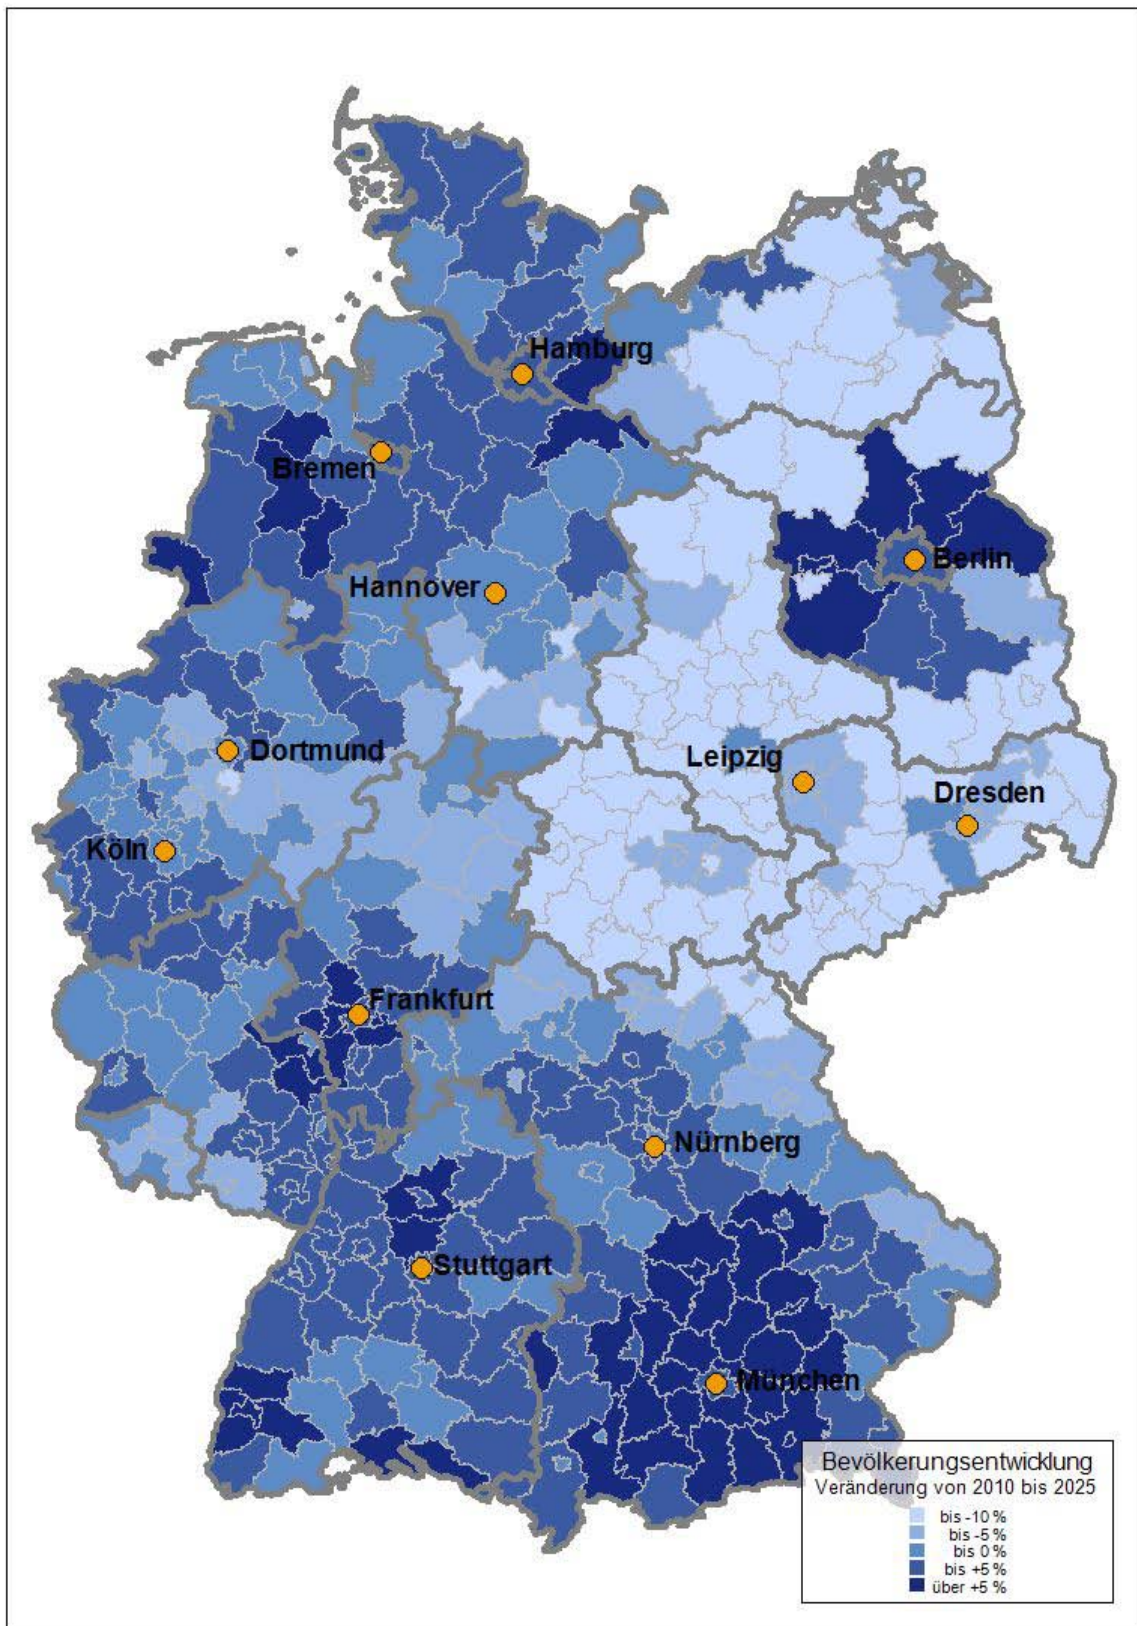 Hamburg
Bremen
Berlin
Hannover
Dortmund
Leipzig
Dresden
Köln
Frankfurt
Nürnberg
Stuttgart
München
Bevölkerungsentwicklung
Veränderung von 2010 bis 2025
bis -10 %
bis -5 %
bis 0 %
bis +5 %
über +5 %